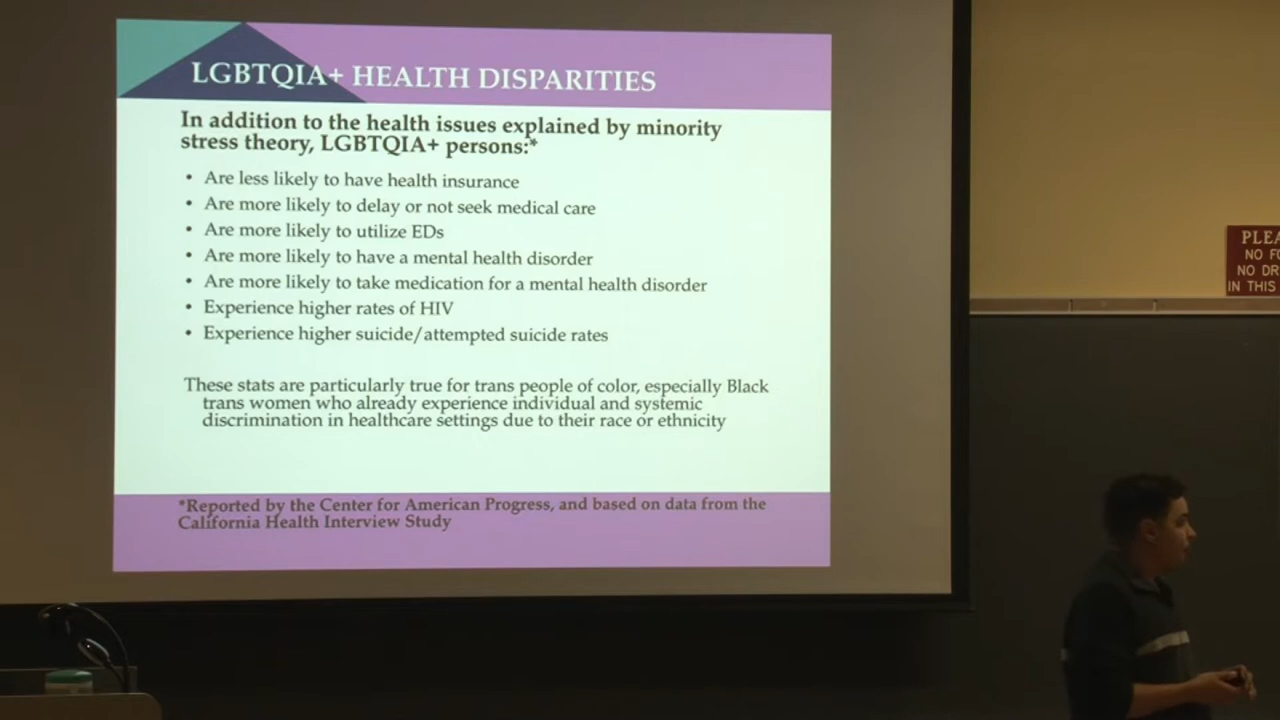 LGBTQIA+ HEALTH DISPARITIES
In addition to the health issues explained by minority
stress theory, LGBTQIA+ persons:*
• Are less likely to have health insurance
• Are more likely to delay or not seek medical care
• Are more likely to utilize EDs
• Are more likely to have a mental health disorder
• Are more likely to take medication for a mental health disorder
• Experience higher rates of HIV
• Experience higher suicide/attempted suicide rates
These stats are particularly true for trans people of color, especially Black
trans women who already experience individual and systemic
discrimination in healthcare settings due to their race or ethnicity
*Reported by the Center for American Progress, and based on data from the
California Health Interview Study
PLEA
NO FO
NO DR
IN THIS